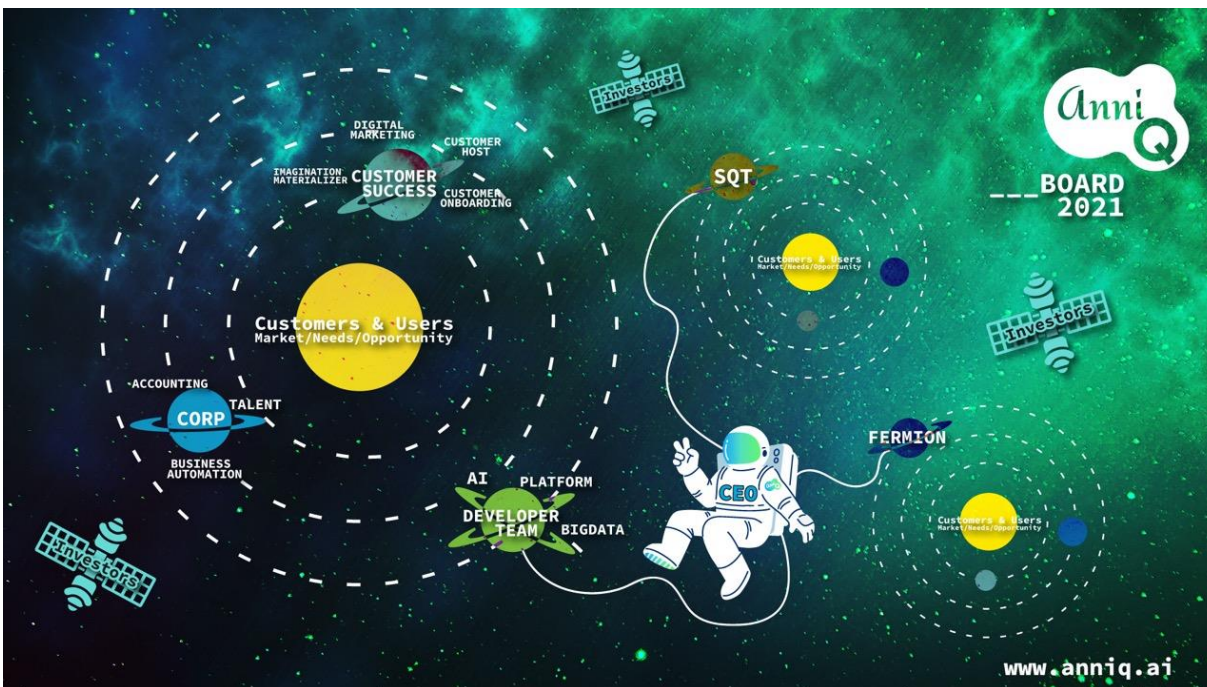 Investors
Anni
Q
___BOARD
2021
DIGITAL
MARKETING
CUSTOMER
HOST
IMAGINATION
MATERIALIZER
CUSTOMER
SUCCESS
CUSTOMER
ONBOARDING
SQT
Customers & Users
Market/Needs/Opportunity
Customers & Users
Market/Needs/Opportunity
Investors
ACCOUNTING
TALENT
CORP
BUSINESS
AUTOMATION
FERMION
AI
PLATFORM
DEVELOPER
TEAM
BIGDATA
CEO
Customers & Users
Market/Needs/Opportunity
Investors
www.anniq.ai